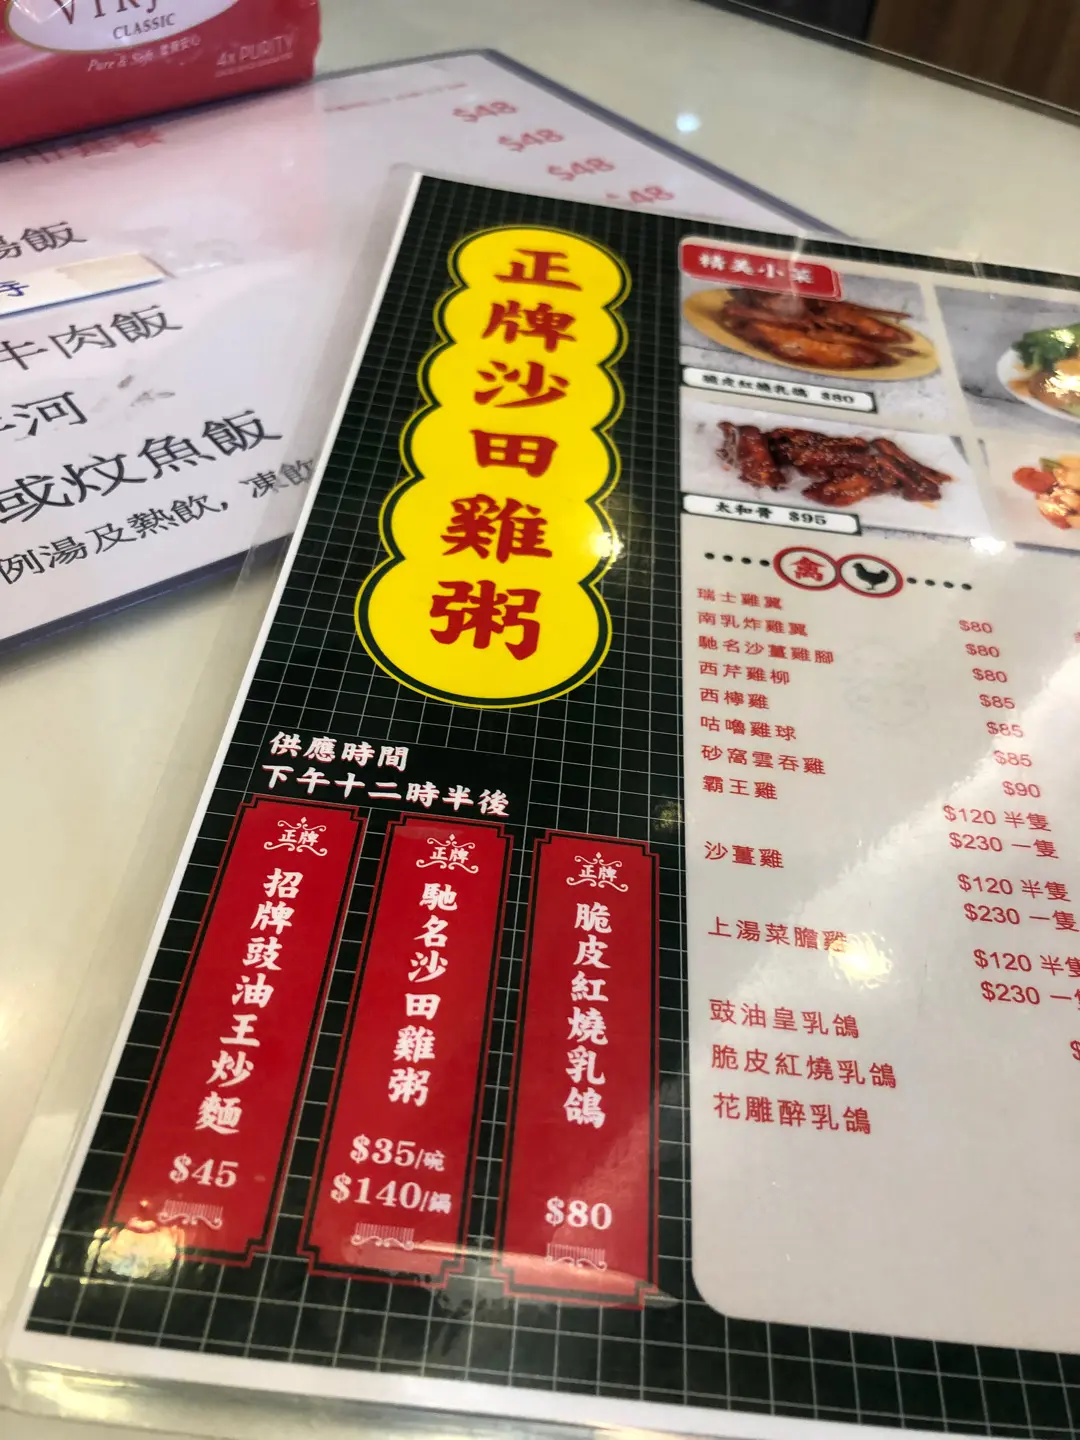 CLASSIC
Pure & Soft
4x PURITY
$48
$48
$48
$48
湯飯
牛肉飯
河
或炆魚飯
例湯及熱飲, 凍飲
正牌沙田雞粥
供應時間
下午十二時半後
正牌
招牌豉油王炒麵
$45
正牌
馳名沙田雞粥
$35/碗
$140/鍋
正牌
脆皮紅燒乳鴿
$80
精美小菜
脆皮紅燒乳鴿 $80
太和骨 $95
禽
瑞士雞翼 $80
南乳炸雞翼 $80
馳名沙薑雞腳 $80
西芹雞柳 $85
西檸雞 $85
咕嚕雞球 $85
砂窩雲吞雞 $90
霸王雞 $120 半隻
$230 一隻
沙薑雞 $120 半隻
$230 一隻
上湯菜膽雞 $120 半隻
$230 一隻
豉油皇乳鴿
脆皮紅燒乳鴿
花雕醉乳鴿